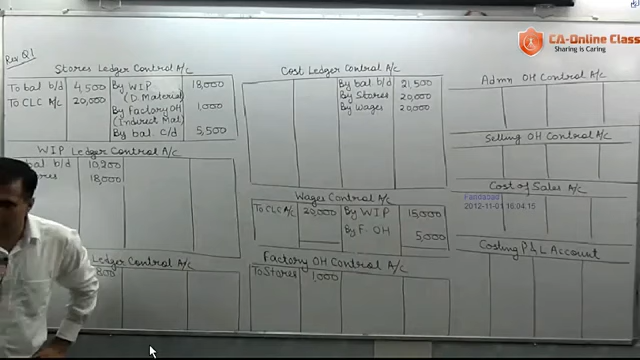 Rev Q1
CA-Online Class
Sharing is Caring
Stores Ledger Control A/c
To bal b/d 4,500 By WIP 18,000
(D Material)
To CLC A/c 20,000 By Factory OH 1,000
(Indirect Mat)
By bal. c/d 5,500
Cost Ledger Control A/c
By bal b/d 21,500
By Stores 20,000
By Wages 20,000
Admn OH Control A/c
Selling OH Control A/c
Cost of Sales A/c
Faridabad
2012-11-01 16:04:15
Costing P&L Account
WIP Ledger Control A/c
bal b/d 10,200
18,000
Wages Control A/c
To CLC A/c 20,000 By WIP 15,000
By F. OH 5,000
Ledger Control A/c
Factory OH Control A/c
To Stores 1,000